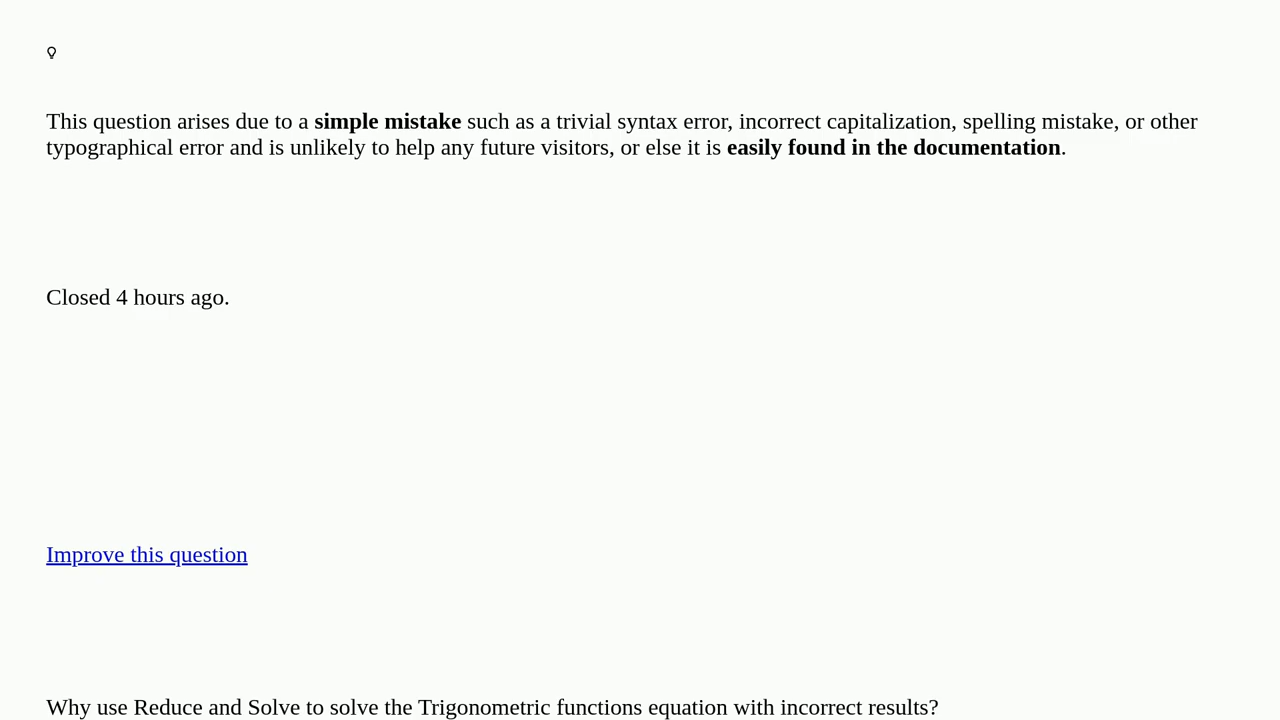 This question arises due to a simple mistake such as a trivial syntax error, incorrect capitalization, spelling mistake, or other
typographical error and is unlikely to help any future visitors, or else it is easily found in the documentation.
Closed 4 hours ago.
Improve this question
Why use Reduce and Solve to solve the Trigonometric functions equation with incorrect results?